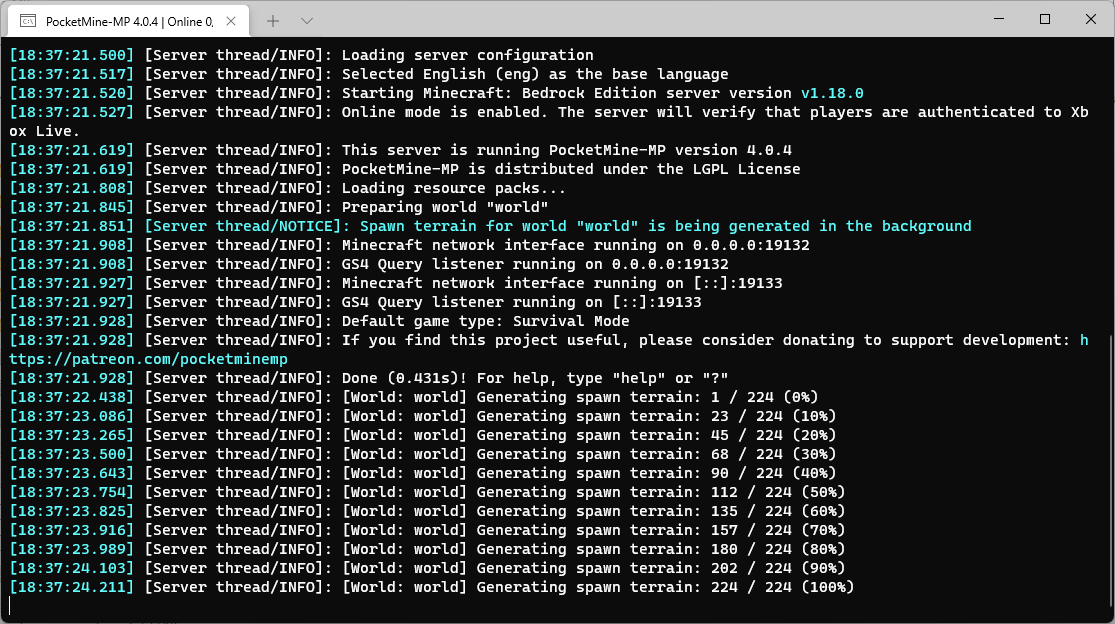 PocketMine-MP 4.0.4 | Online 0,
[18:37:21.500] [Server thread/INFO]: Loading server configuration
[18:37:21.517] [Server thread/INFO]: Selected English (eng) as the base language
[18:37:21.520] [Server thread/INFO]: Starting Minecraft: Bedrock Edition server version v1.18.0
[18:37:21.527] [Server thread/INFO]: Online mode is enabled. The server will verify that players are authenticated to Xb
ox Live.
[18:37:21.619] [Server thread/INFO]: This server is running PocketMine-MP version 4.0.4
[18:37:21.619] [Server thread/INFO]: PocketMine-MP is distributed under the LGPL License
[18:37:21.808] [Server thread/INFO]: Loading resource packs...
[18:37:21.845] [Server thread/INFO]: Preparing world "world"
[18:37:21.851] [Server thread/NOTICE]: Spawn terrain for world "world" is being generated in the background
[18:37:21.908] [Server thread/INFO]: Minecraft network interface running on 0.0.0.0:19132
[18:37:21.908] [Server thread/INFO]: GS4 Query listener running on 0.0.0.0:19132
[18:37:21.927] [Server thread/INFO]: Minecraft network interface running on [::]:19133
[18:37:21.927] [Server thread/INFO]: GS4 Query listener running on [::]:19133
[18:37:21.928] [Server thread/INFO]: Default game type: Survival Mode
[18:37:21.928] [Server thread/INFO]: If you find this project useful, please consider donating to support development: h
ttps://patreon.com/pocketminemp
[18:37:21.928] [Server thread/INFO]: Done (0.431s)! For help, type "help" or "?"
[18:37:22.438] [Server thread/INFO]: [World: world] Generating spawn terrain: 1 / 224 (0%)
[18:37:23.086] [Server thread/INFO]: [World: world] Generating spawn terrain: 23 / 224 (10%)
[18:37:23.265] [Server thread/INFO]: [World: world] Generating spawn terrain: 45 / 224 (20%)
[18:37:23.500] [Server thread/INFO]: [World: world] Generating spawn terrain: 68 / 224 (30%)
[18:37:23.643] [Server thread/INFO]: [World: world] Generating spawn terrain: 90 / 224 (40%)
[18:37:23.754] [Server thread/INFO]: [World: world] Generating spawn terrain: 112 / 224 (50%)
[18:37:23.825] [Server thread/INFO]: [World: world] Generating spawn terrain: 135 / 224 (60%)
[18:37:23.916] [Server thread/INFO]: [World: world] Generating spawn terrain: 157 / 224 (70%)
[18:37:23.989] [Server thread/INFO]: [World: world] Generating spawn terrain: 180 / 224 (80%)
[18:37:24.103] [Server thread/INFO]: [World: world] Generating spawn terrain: 202 / 224 (90%)
[18:37:24.211] [Server thread/INFO]: [World: world] Generating spawn terrain: 224 / 224 (100%)